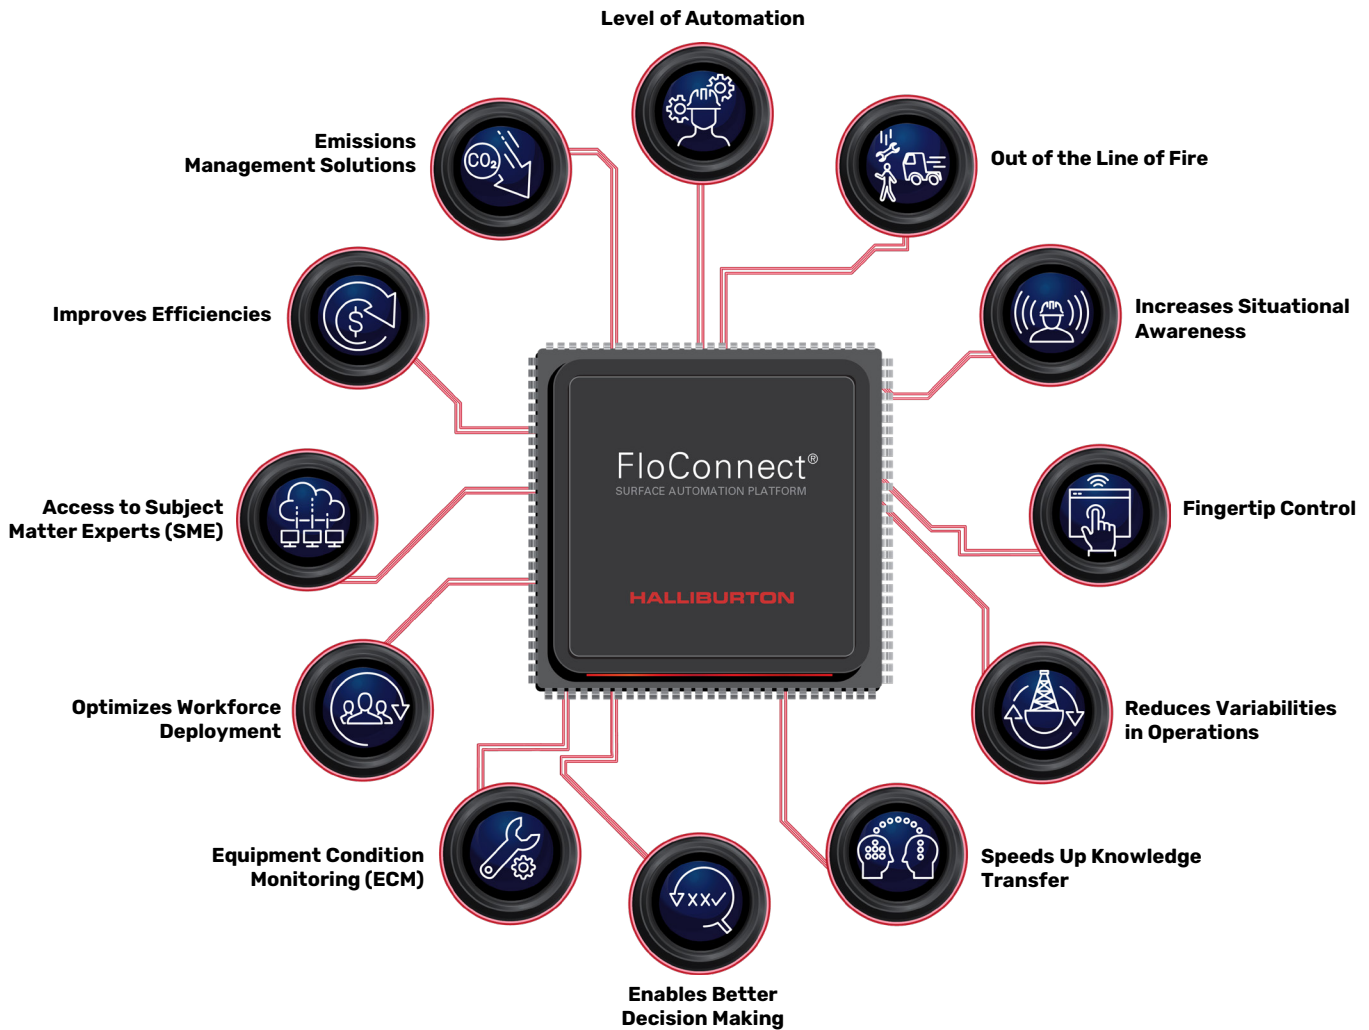 Level of Automation
Emissions
Management Solutions
CO₂
Out of the Line of Fire
Improves Efficiencies
$
Increases Situational
Awareness
FloConnect®
SURFACE AUTOMATION PLATFORM
HALLIBURTON
Access to Subject
Matter Experts (SME)
Fingertip Control
Optimizes Workforce
Deployment
Reduces Variabilities
in Operations
Equipment Condition
Monitoring (ECM)
Speeds Up Knowledge
Transfer
XX
Enables Better
Decision Making